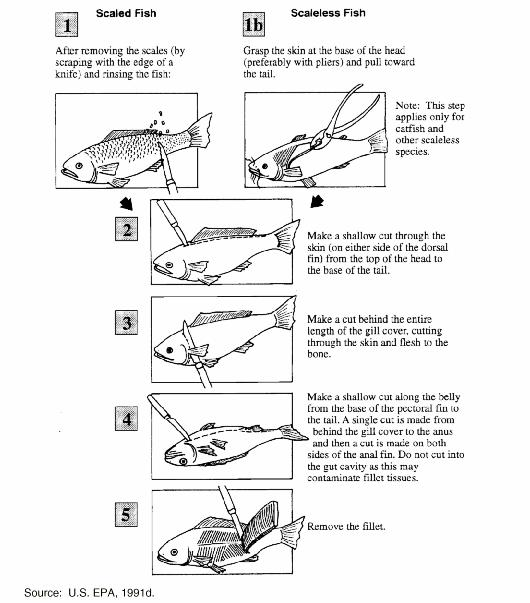 Scaled Fish
1
After removing the scales (by
scraping with the edge of a
knife) and rinsing the fish:
Scaleless Fish
1b
Grasp the skin at the base of the head
(preferably with pliers) and pull toward
the tail.
Note: This step
applies only for
catfish and
other scaleless
species.
2
Make a shallow cut through the
skin (on either side of the dorsal
fin) from the top of the head to
the base of the tail.
3
Make a cut behind the entire
length of the gill cover, cutting
through the skin and flesh to the
bone.
4
Make a shallow cut along the belly
from the base of the pectoral fin to
the tail. A single cut is made from
behind the gill cover to the anus
and then a cut is made on both
sides of the anal fin. Do not cut into
the gut cavity as this may
contaminate fillet tissues.
5
Remove the fillet.
Source: U.S. EPA, 1991d.